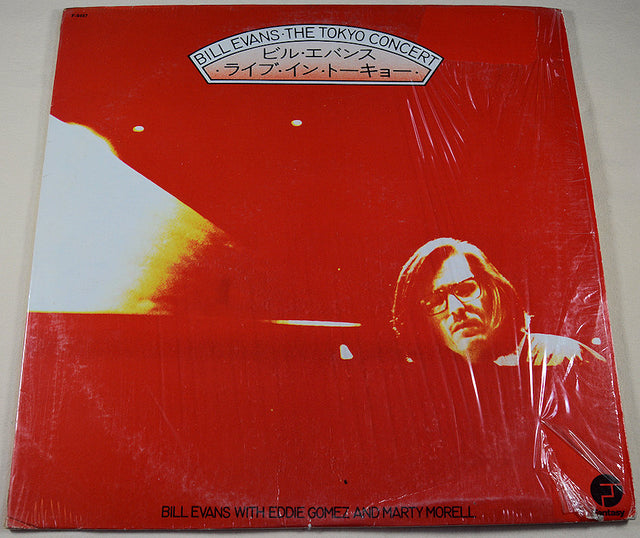 BILL EVANS·THE TOKYO CONCERT
ビル・エバンス
・ライブ・イン・トーキョー・
BILL EVANS WITH EDDIE GOMEZ AND MARTY MORELL
fantasy